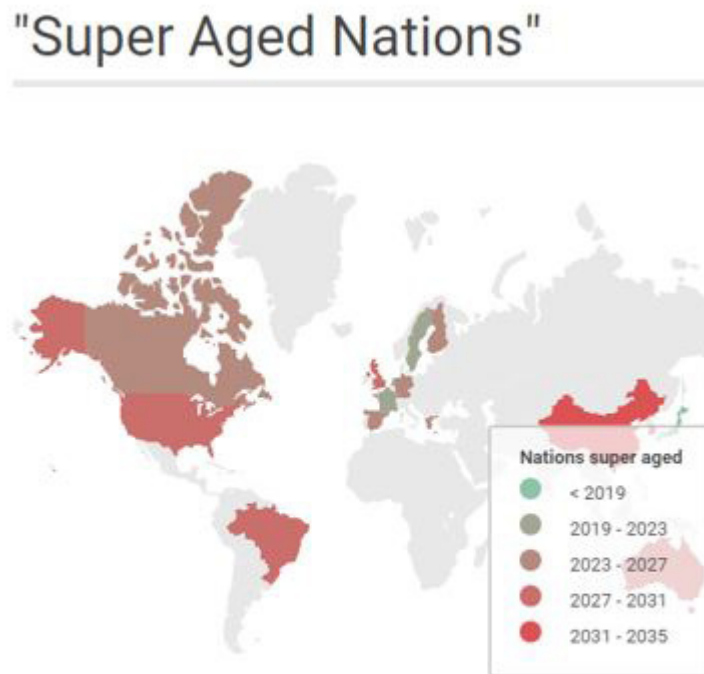 "Super Aged Nations"
Nations super aged
< 2019
2019 - 2023
2023 - 2027
2027 - 2031
2031 - 2035